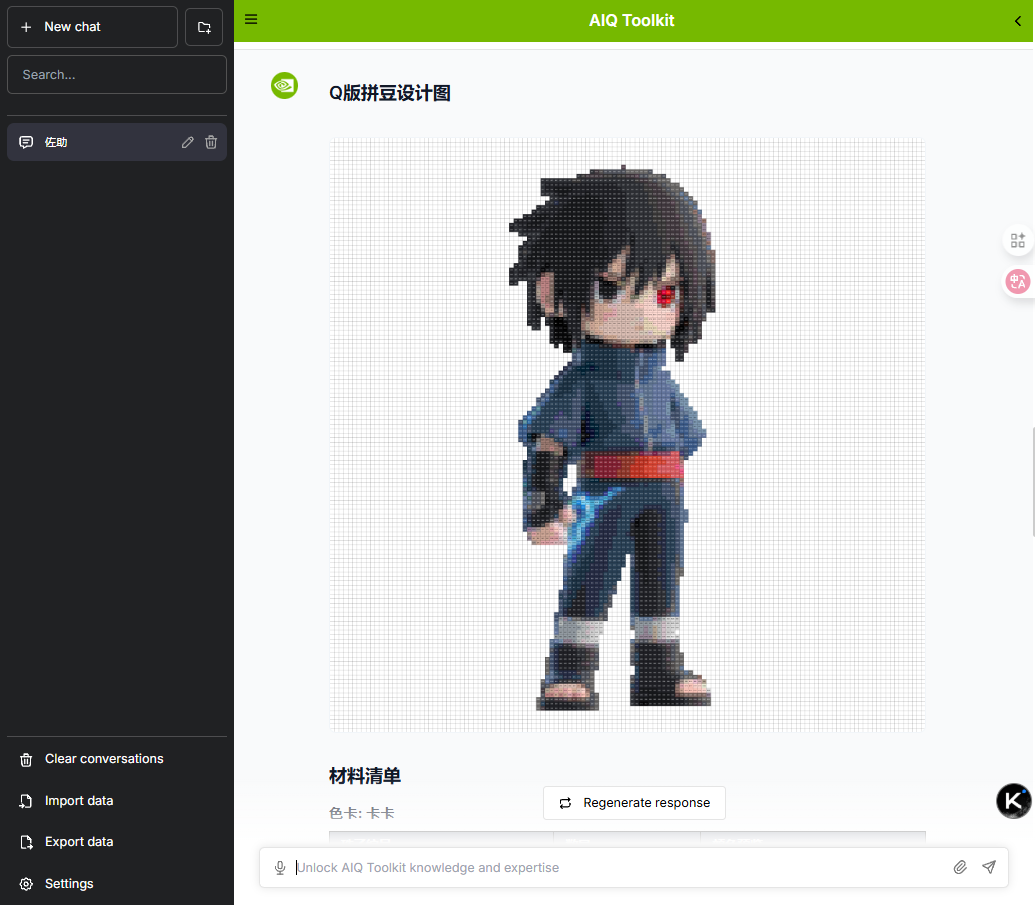 New chat
AIQ Toolkit
Search...
佐助
Q版拼豆设计图
中
A
材料清单
色卡: 卡卡
Regenerate response
Unlock AIQ Toolkit knowledge and expertise
Clear conversations
Import data
Export data
Settings
K